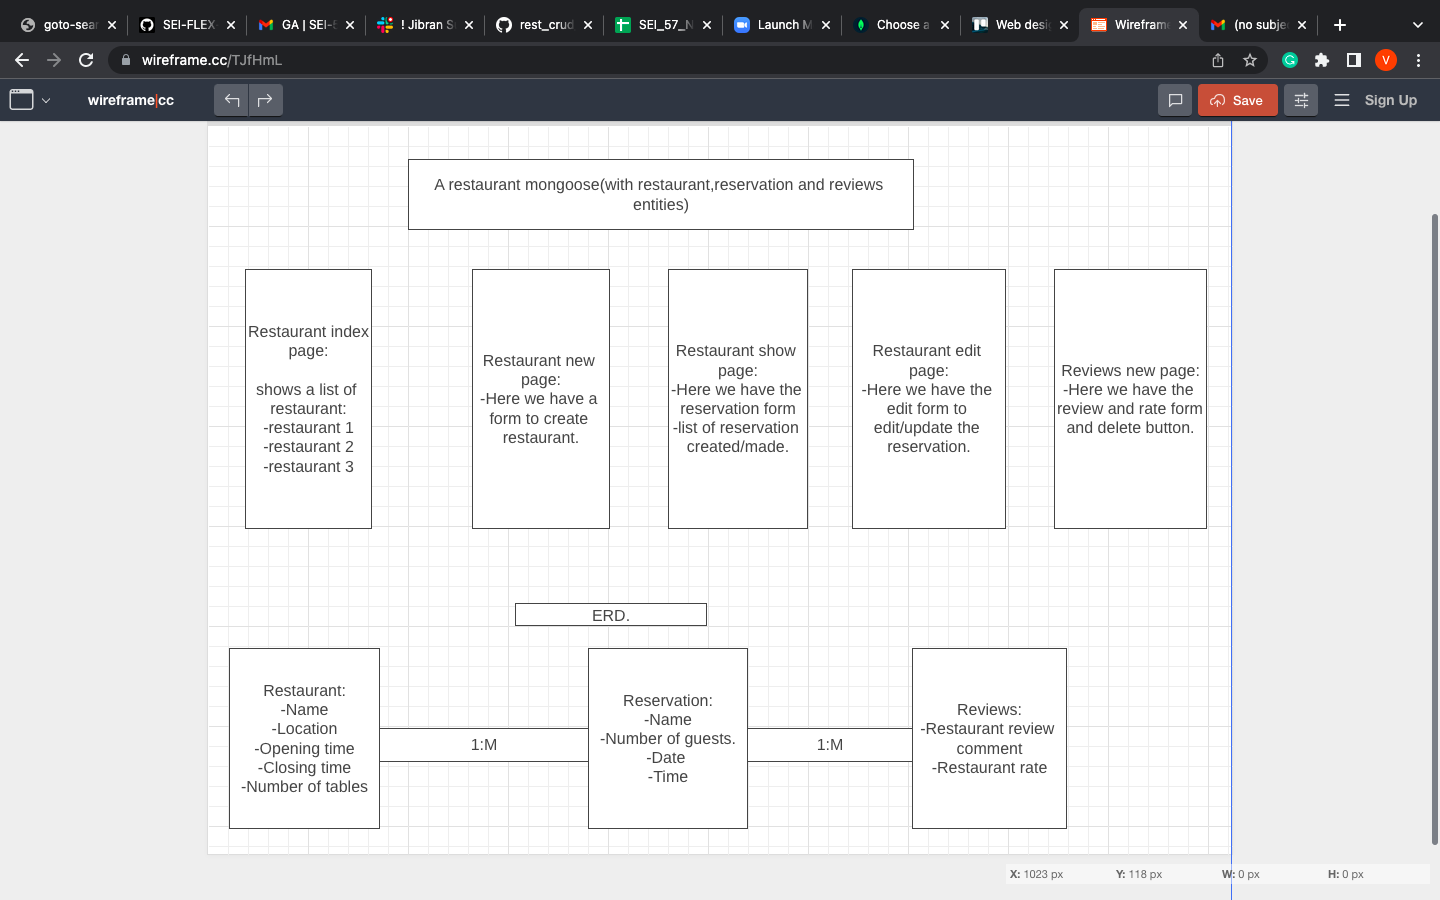 goto-sear
SEI-FLEX
GA | SEI-
! Jibran S
rest_crud
SEI_57_N
Launch M
Choose a
Web desi
Wireframe
(no subje
wireframe.cc/TJfHmL
V
wireframe|cc
Save
Sign Up
A restaurant mongoose(with restaurant,reservation and reviews
entities)
Restaurant index
page:
shows a list of
restaurant:
-restaurant 1
-restaurant 2
-restaurant 3
Restaurant new
page:
-Here we have a
form to create
restaurant.
Restaurant show
page:
-Here we have the
reservation form
-list of reservation
created/made.
Restaurant edit
page:
-Here we have the
edit form to
edit/update the
reservation.
Reviews new page:
-Here we have the
review and rate form
and delete button.
ERD.
Restaurant:
-Name
-Location
-Opening time
-Closing time
-Number of tables
1:M
Reservation:
-Name
-Number of guests.
-Date
-Time
1:M
Reviews:
-Restaurant review
comment
-Restaurant rate
X: 1023 px Y: 118 px W: 0 px H: 0 px